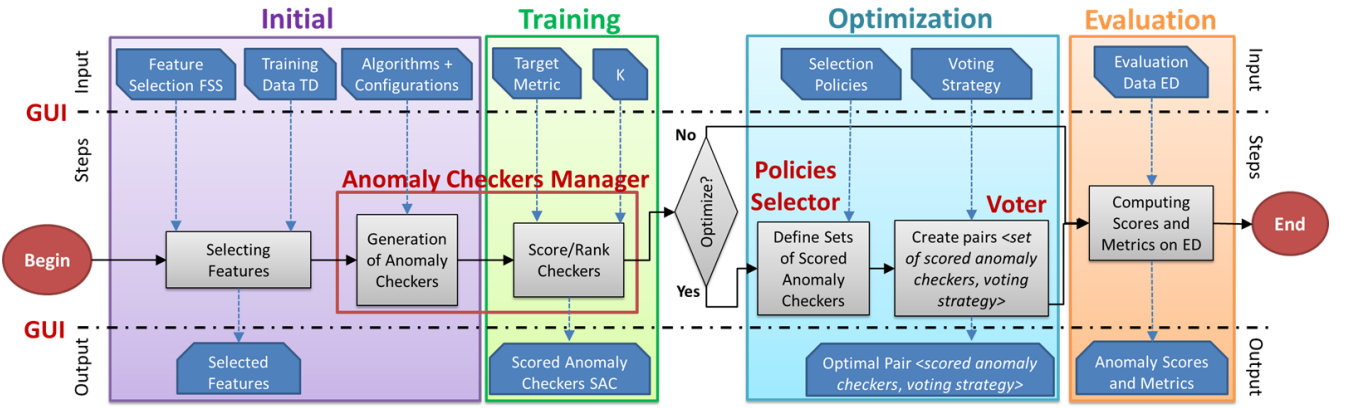 Initial
Training
Optimization
Evaluation
Input
Feature
Selection FSS
Training
Data TD
Algorithms +
Configurations
Target
Metric
K
Selection
Policies
Voting
Strategy
Evaluation
Data ED
Input
GUI
Steps
Anomaly Checkers Manager
No
Optimize?
Yes
Policies
Selector
Voter
Steps
Begin
Selecting
Features
Generation
of Anomaly
Checkers
Score/Rank
Checkers
Define Sets
of Scored
Anomaly
Checkers
Create pairs <set
of scored anomaly
checkers, voting
strategy>
Computing
Scores and
Metrics on ED
End
GUI
Output
Selected
Features
Scored Anomaly
Checkers SAC
Optimal Pair <scored anomaly
checkers, voting strategy>
Anomaly Scores
and Metrics
Output